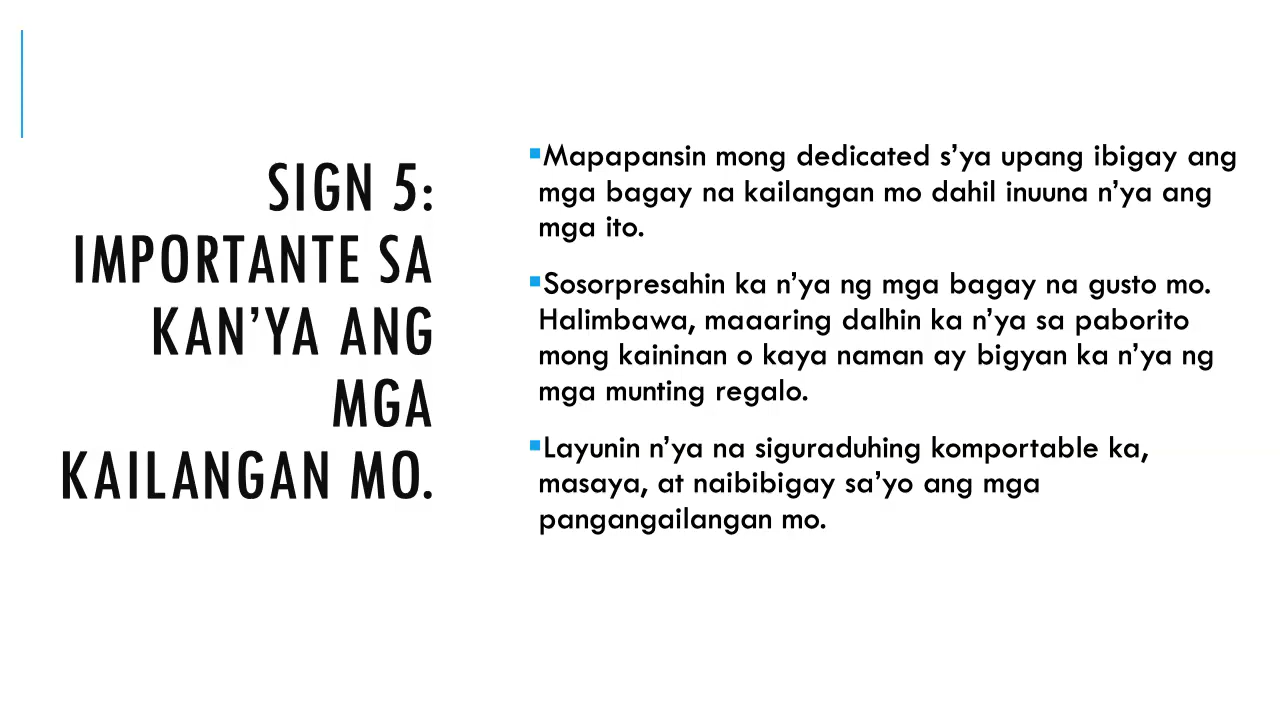 SIGN 5:
IMPORTANTE SA
KAN’YA ANG
MGA
KAILANGAN MO.
▪Mapapansin mong dedicated s’ya upang ibigay ang
mga bagay na kailangan mo dahil inuuna n’ya ang
mga ito.
▪Sosorpresahin ka n’ya ng mga bagay na gusto mo.
Halimbawa, maaaring dalhin ka n’ya sa paborito
mong kaininan o kaya naman ay bigyan ka n’ya ng
mga munting regalo.
▪Layunin n’ya na siguraduhing komportable ka,
masaya, at naibibigay sa’yo ang mga
pangangailangan mo.